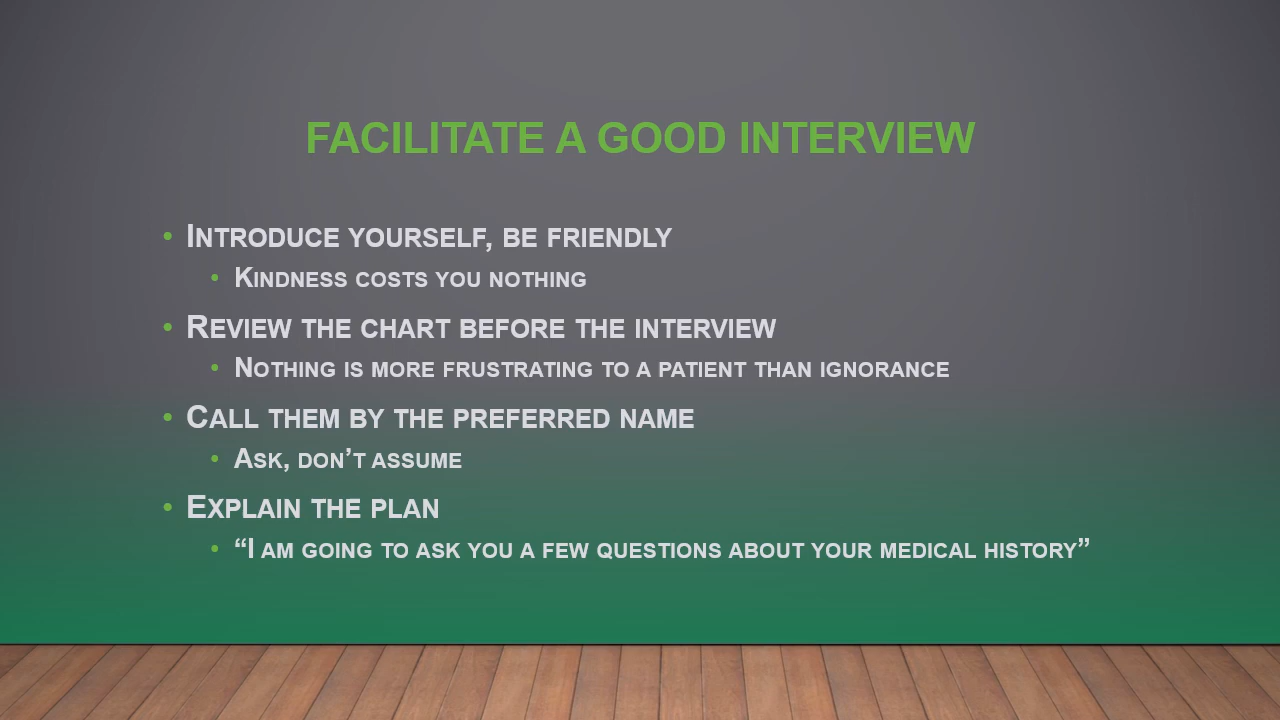 FACILITATE A GOOD INTERVIEW
• INTRODUCE YOURSELF, BE FRIENDLY
• KINDNESS COSTS YOU NOTHING
• REVIEW THE CHART BEFORE THE INTERVIEW
• NOTHING IS MORE FRUSTRATING TO A PATIENT THAN IGNORANCE
• CALL THEM BY THE PREFERRED NAME
• ASK, DON’T ASSUME
• EXPLAIN THE PLAN
• “I AM GOING TO ASK YOU A FEW QUESTIONS ABOUT YOUR MEDICAL HISTORY”